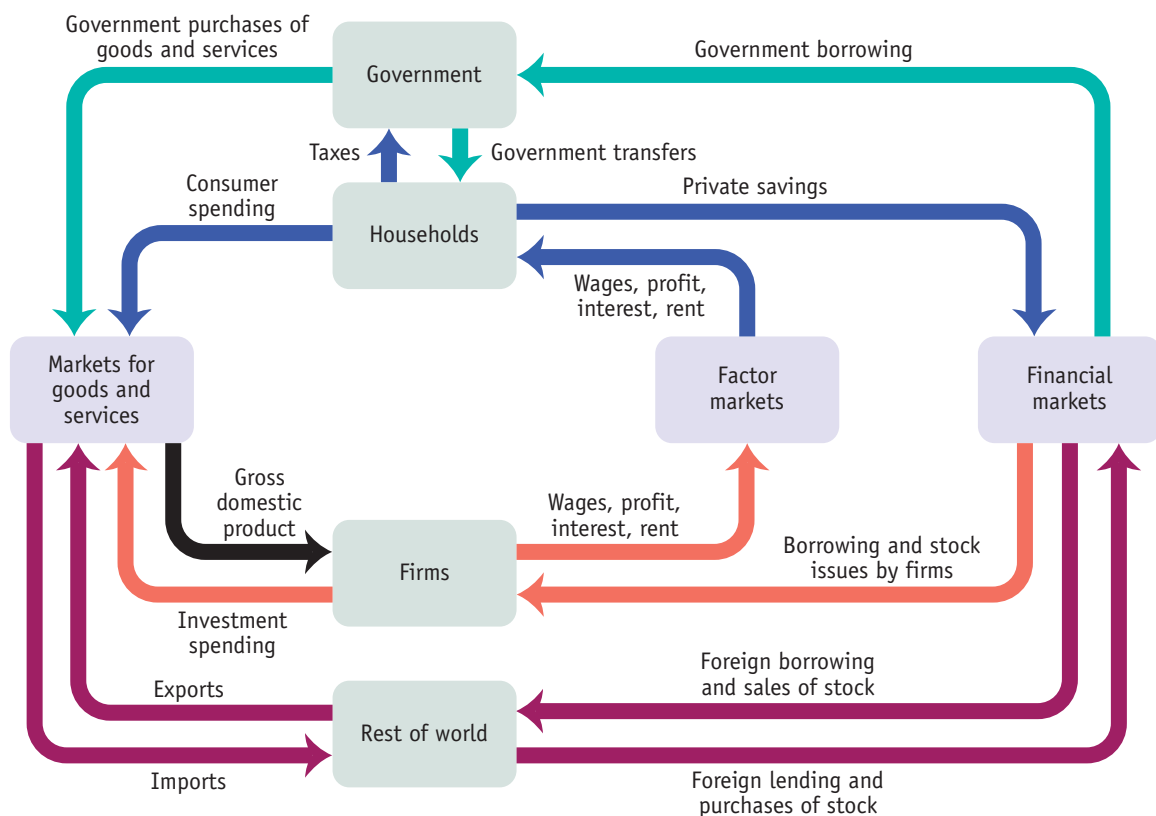 Government purchases of
goods and services
Government
Government borrowing
Taxes
Government transfers
Consumer
spending
Households
Private savings
Wages, profit,
interest, rent
Markets for
goods and
services
Factor
markets
Financial
markets
Gross
domestic
product
Wages, profit,
interest, rent
Firms
Borrowing and stock
issues by firms
Investment
spending
Exports
Foreign borrowing
and sales of stock
Rest of world
Imports
Foreign lending and
purchases of stock